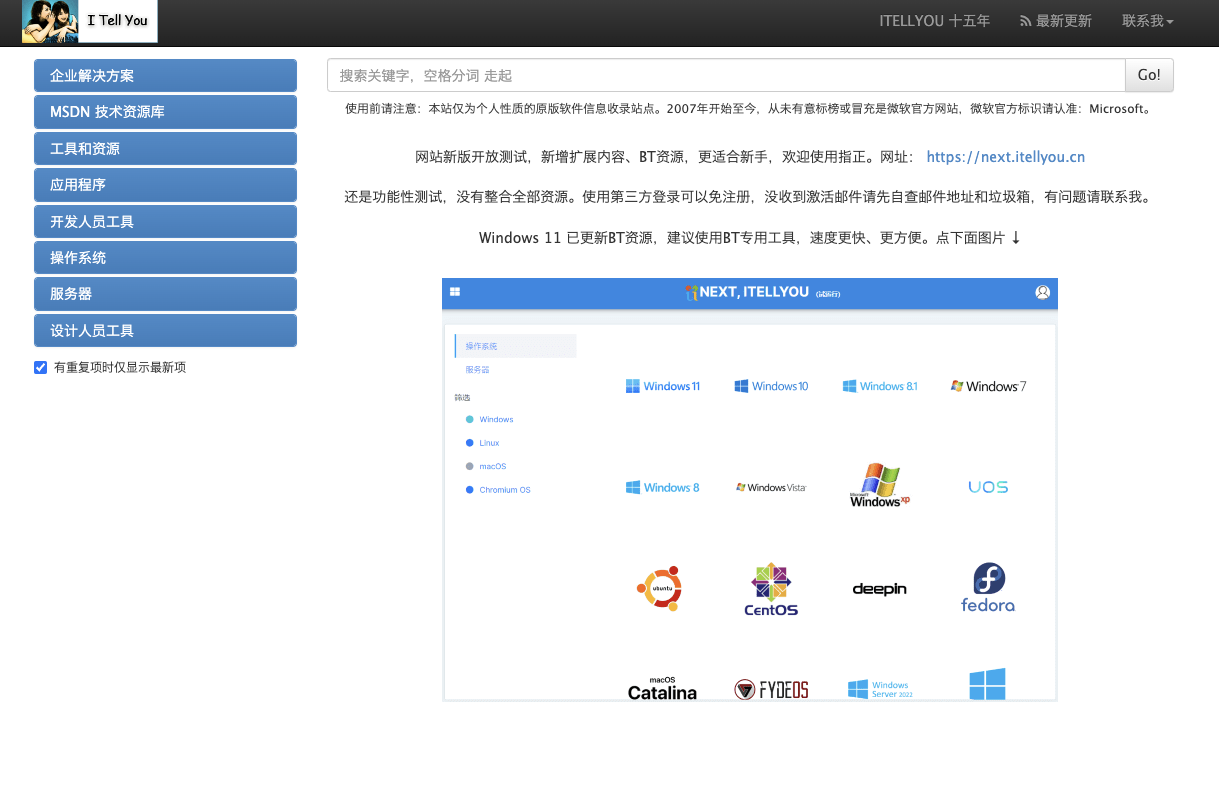 I Tell You
ITELLYOU 十五年
最新更新
联系我
企业解决方案
MSDN 技术资源库
工具和资源
应用程序
开发人员工具
操作系统
服务器
设计人员工具
有重复项时仅显示最新项
搜索关键字，空格分词 走起
Go!
使用前请注意：本站仅为个人性质的原版软件信息收录站点。2007年开始至今，从未有意标榜或冒充是微软官方网站，微软官方标识请认准：Microsoft。
网站新版开放测试，新增扩展内容、BT资源，更适合新手，欢迎使用指正。网址： https://next.itellyou.cn
还是功能性测试，没有整合全部资源。使用第三方登录可以免注册，没收到激活邮件请先自查邮件地址和垃圾箱，有问题请联系我。
Windows 11 已更新BT资源，建议使用BT专用工具，速度更快、更方便。点下面图片 ↓
NEXT, ITELLYOU (试运行)
操作系统
服务器
筛选
Windows
Linux
macOS
Chromium OS
Windows 11
Windows 10
Windows 8.1
Windows 7
Windows 8
Windows Vista
Microsoft
Windows xp
UOS
ubuntu
CentOS
deepin
fedora
macOS
Catalina
FYDEOS
Windows
Server 2022